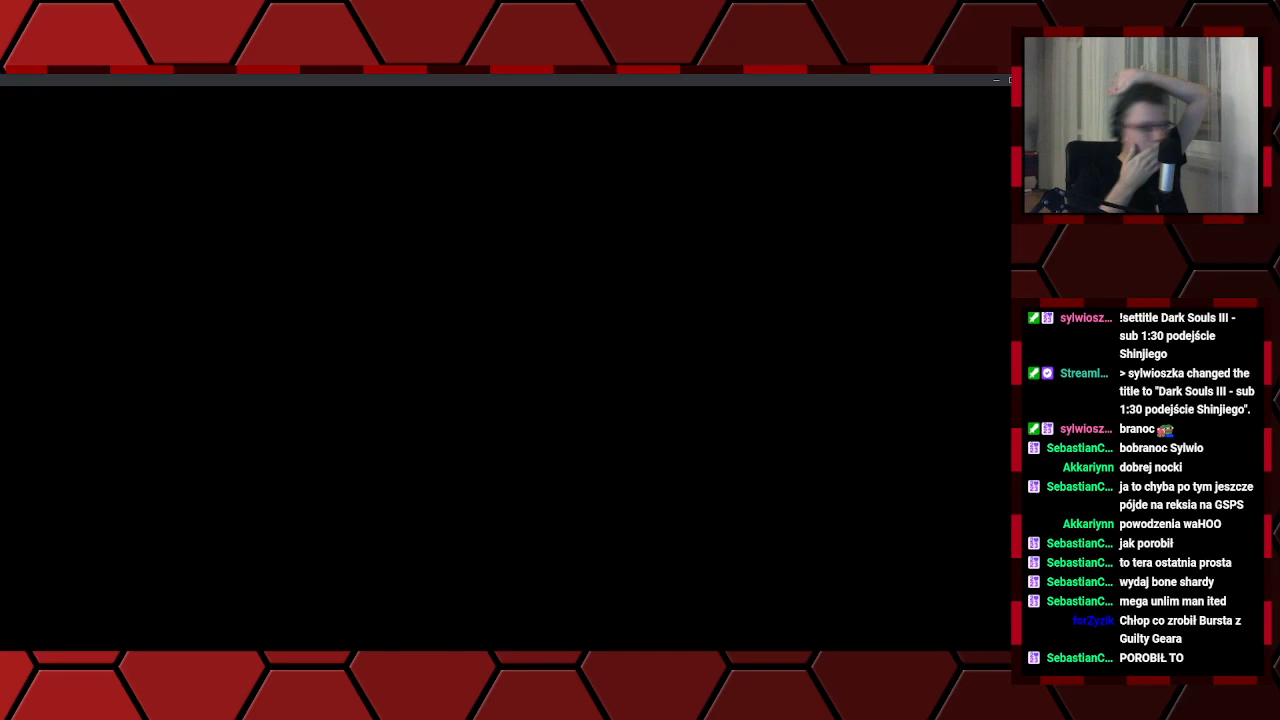 sylwiosz... !settitle Dark Souls III -
sub 1:30 podejście
Shinjiego
Streaml... > sylwioszka changed the
title to "Dark Souls III - sub
1:30 podejście Shinjiego".
sylwiosz... branoc
SebastianC... bobranoc Sylwio
Akkariynn dobrej nocki
SebastianC... ja to chyba po tym jeszcze
pójde na reksia na GSPS
Akkariynn powodzenia waHOO
SebastianC... jak porobił
SebastianC... to tera ostatnia prosta
SebastianC... wydaj bone shardy
SebastianC... mega unlim man ited
forZyzik Chłop co zrobił Bursta z
Guilty Geara
SebastianC... POROBIŁ TO